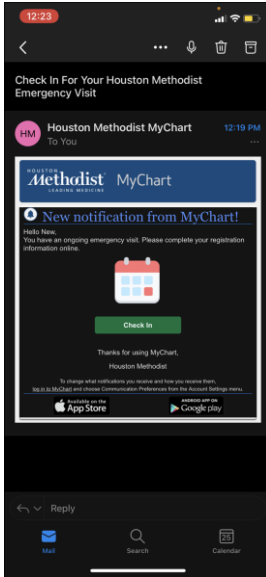 12:23
Check In For Your Houston Methodist
Emergency Visit
HM
Houston Methodist MyChart
12:19 PM
To You
HOUSTON
Methodist
LEADING MEDICINE
MyChart
New notification from MyChart!
Hello New,
You have an ongoing emergency visit. Please complete your registration
information online.
Check In
Thanks for using MyChart,
Houston Methodist
To change what notifications you receive and how you receive them,
log in to MyChart and choose Communication Preferences from the Account Settings menu.
Available on the
App Store
ANDROID APP ON
Google play
Reply
Mail
Search
25
Calendar